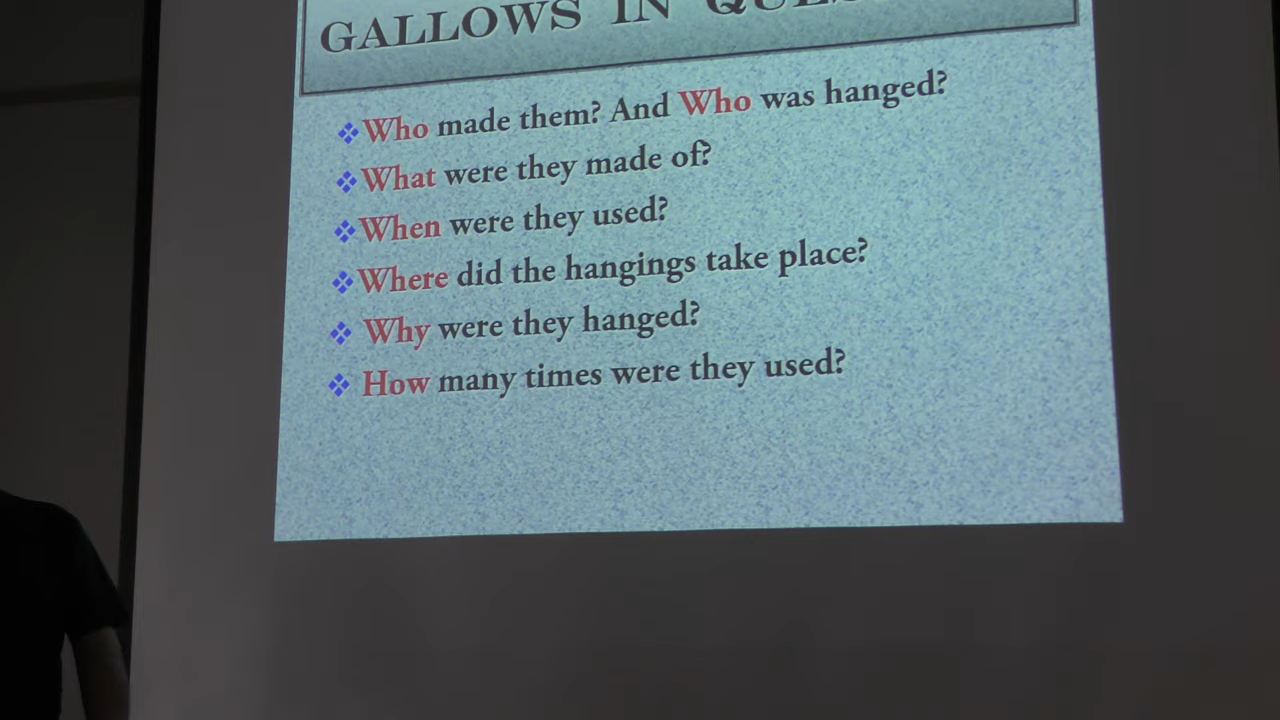 GALLOWS IN
Who made them? And Who was hanged?
What were they made of?
When were they used?
Where did the hangings take place?
Why were they hanged?
How many times were they used?